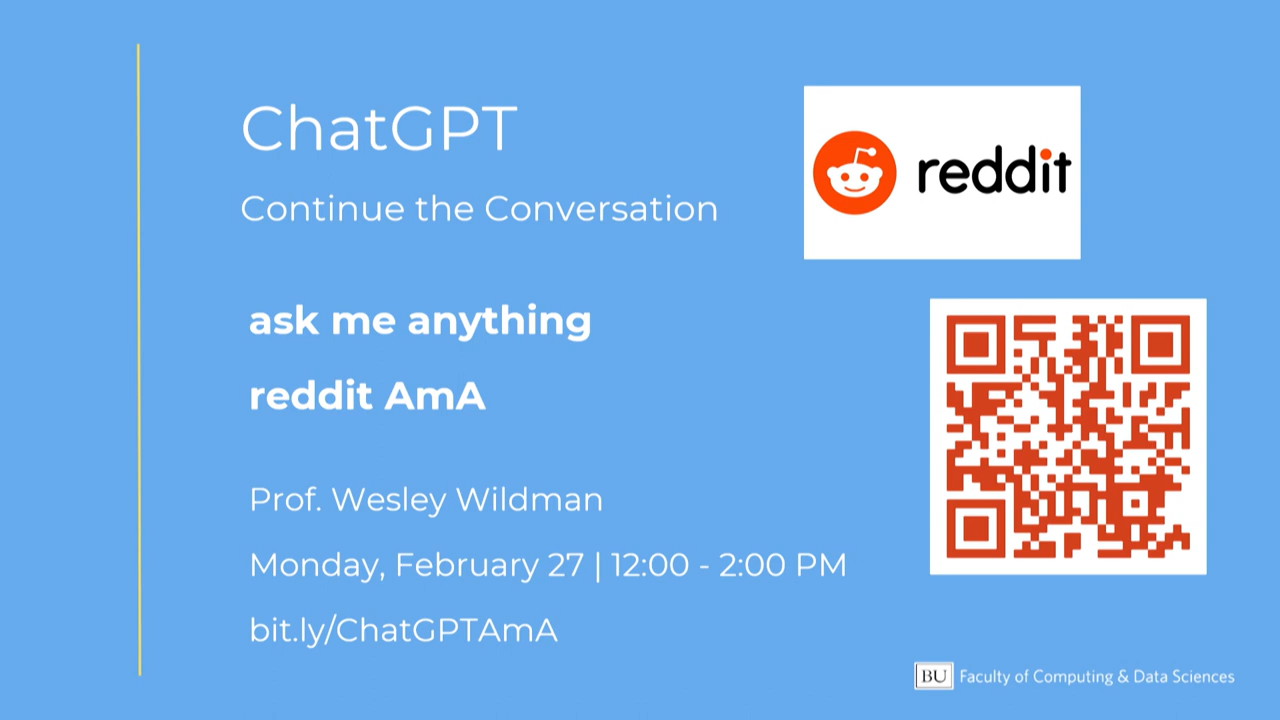 ChatGPT
Continue the Conversation
reddit
ask me anything
reddit AmA
Prof. Wesley Wildman
Monday, February 27 | 12:00 - 2:00 PM
bit.ly/ChatGPTAmA
BU Faculty of Computing & Data Sciences